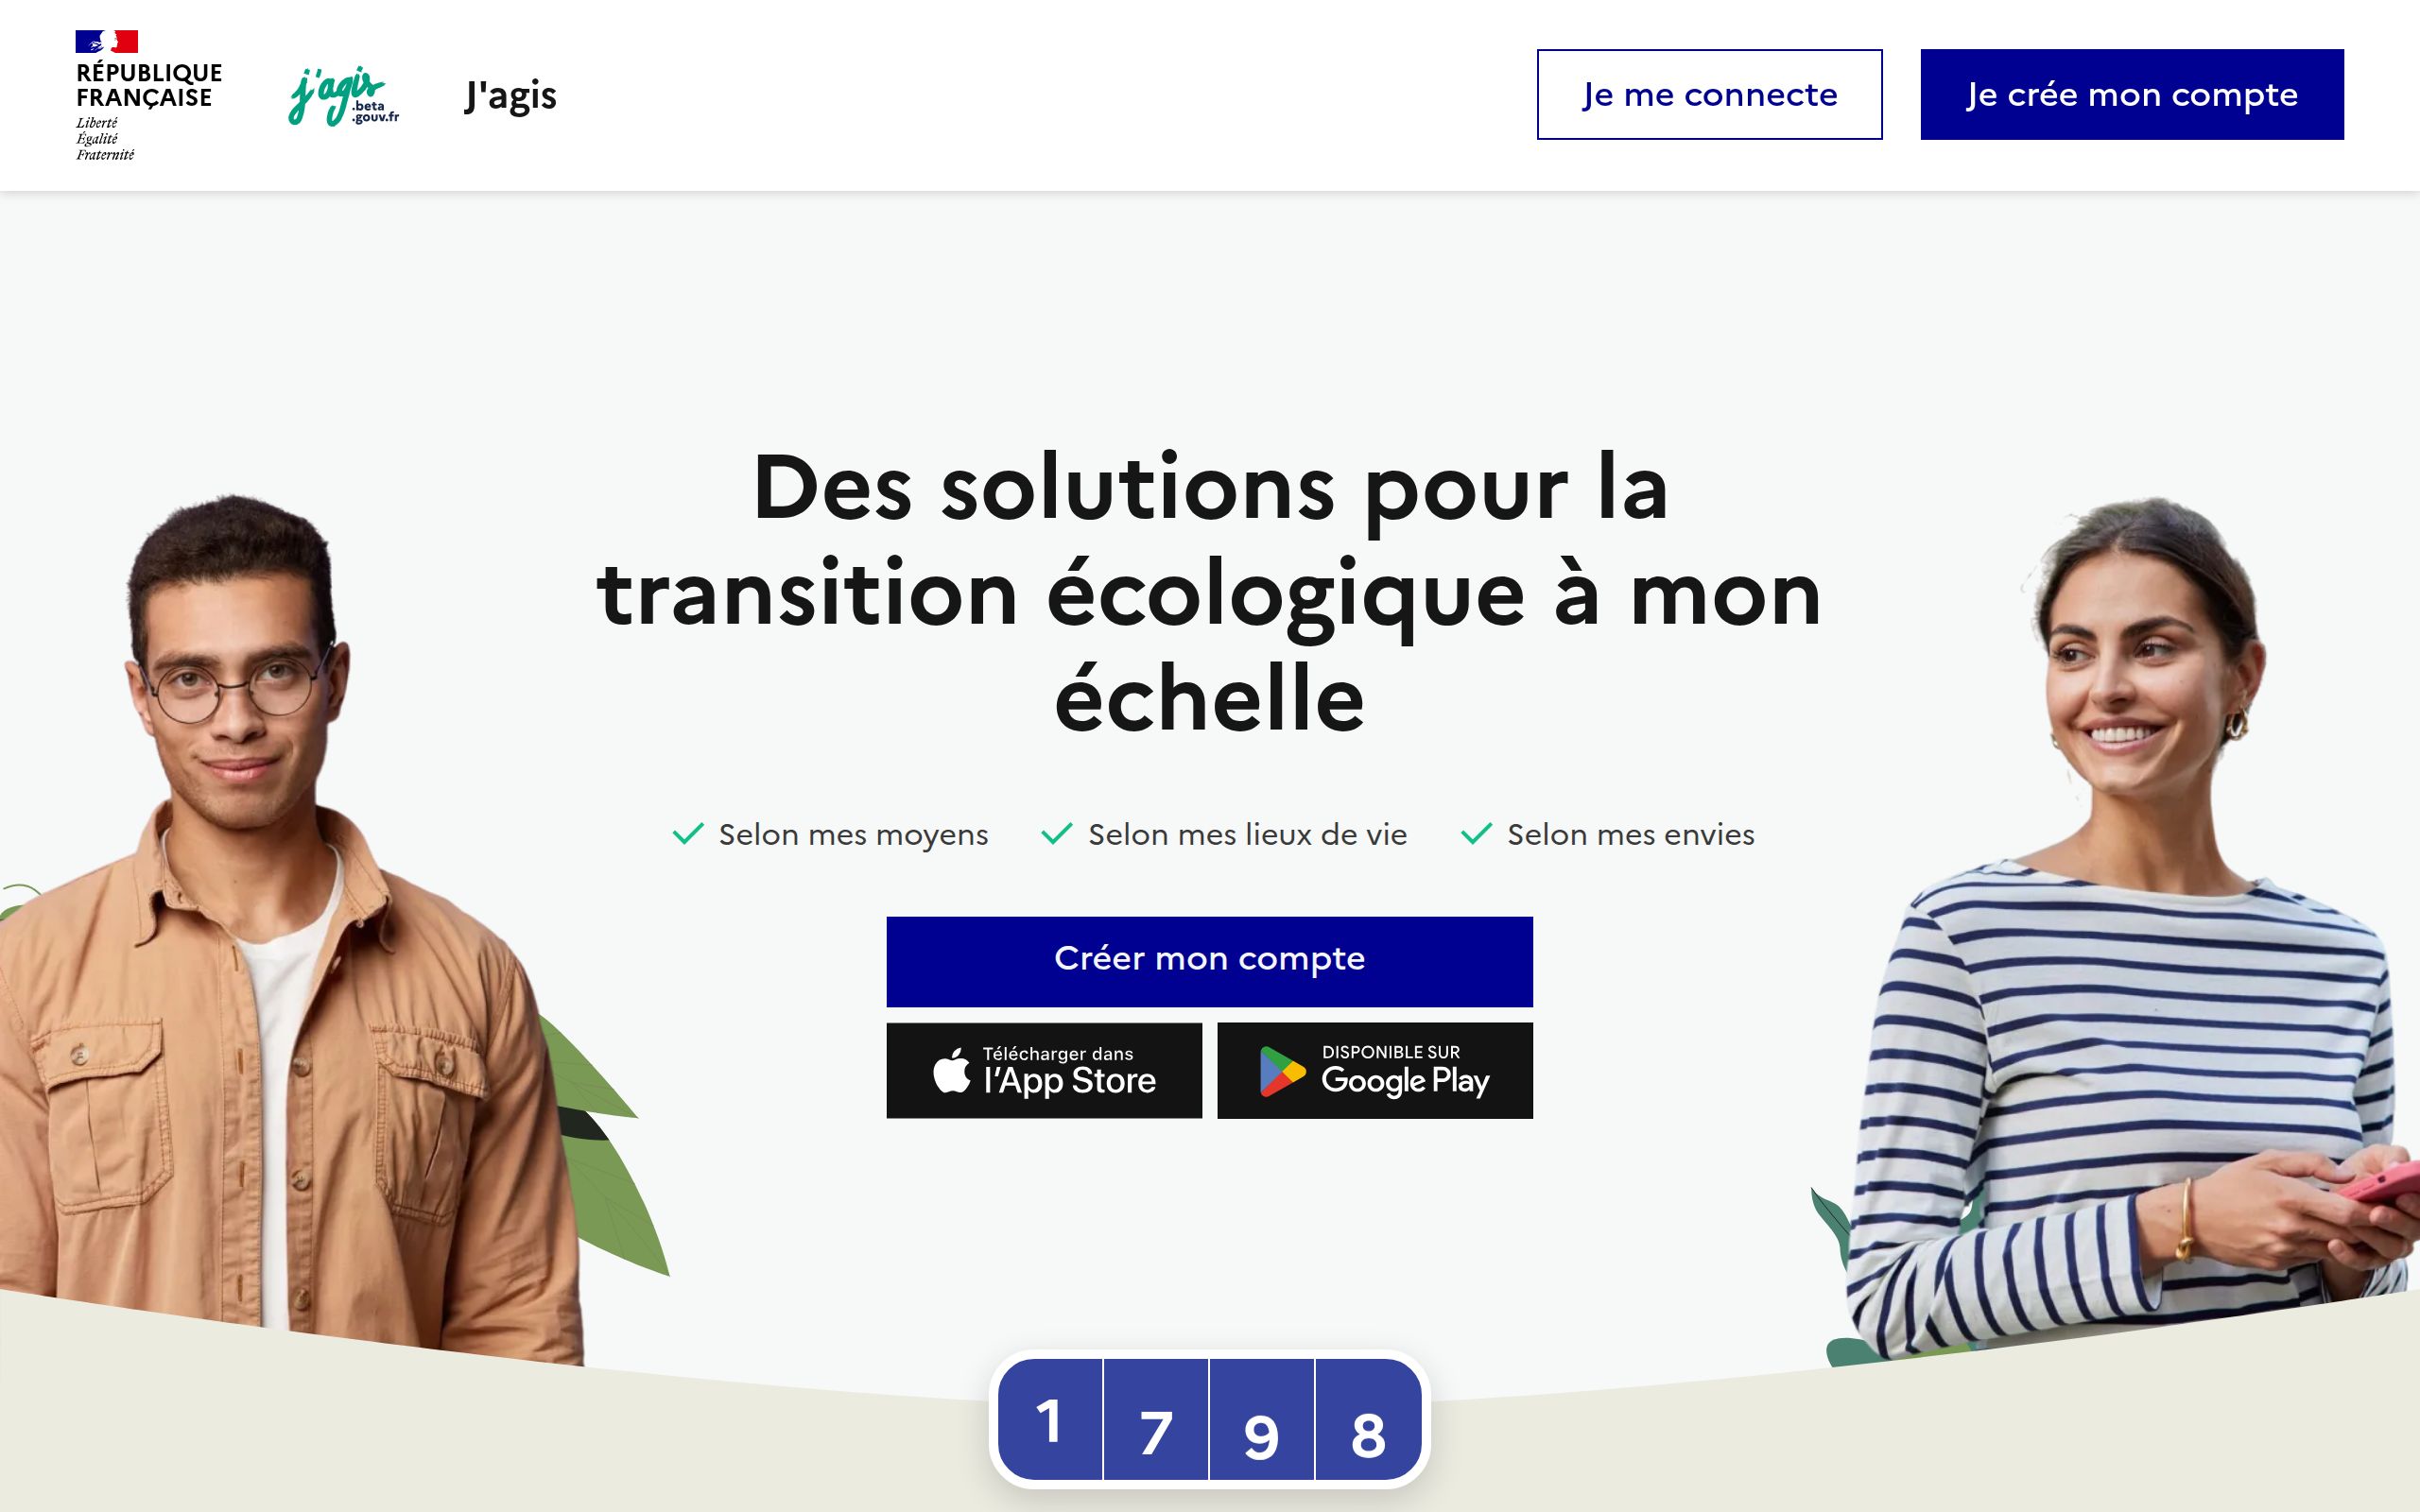 RÉPUBLIQUE
FRANÇAISE
Liberté
Égalité
Fraternité
j'agis
.beta
.gouv.fr
J'agis
Je me connecte
Je crée mon compte
Des solutions pour la
transition écologique à mon
échelle
Selon mes moyens
Selon mes lieux de vie
Selon mes envies
Créer mon compte
Télécharger dans
l'App Store
DISPONIBLE SUR
Google Play
1 7 9 8